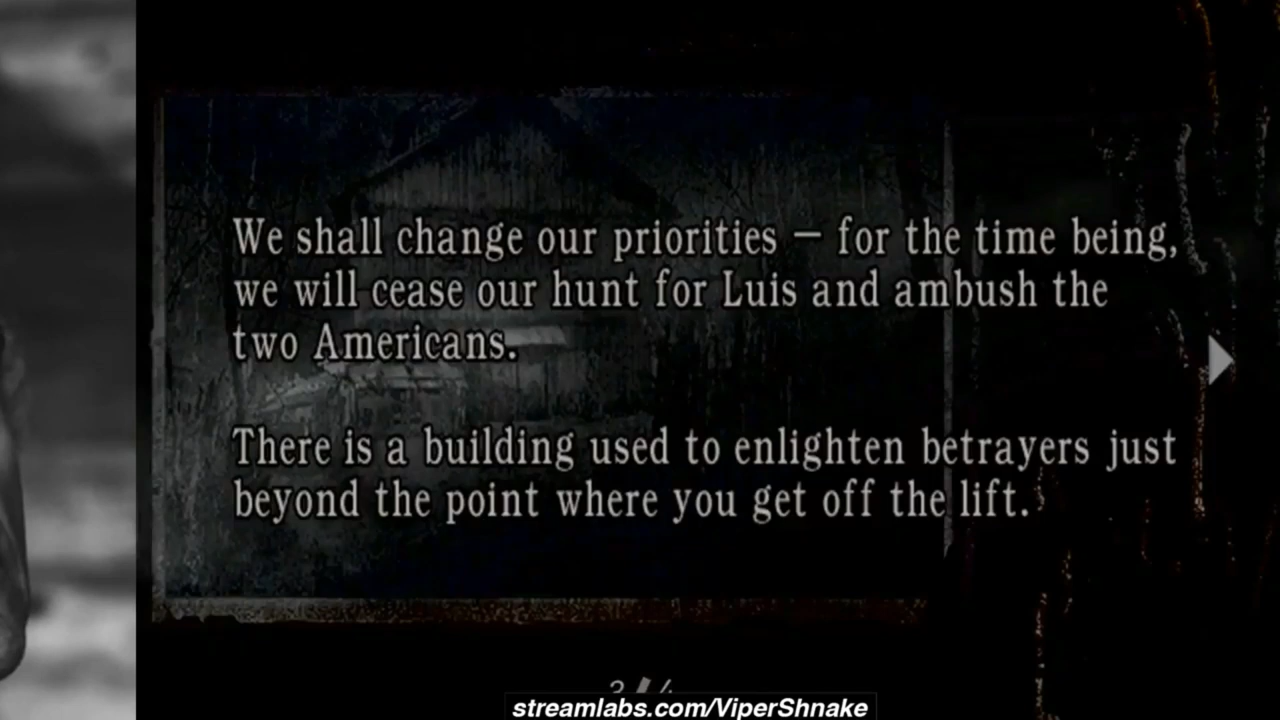 We shall change our priorities — for the time being,
we will cease our hunt for Luis and ambush the
two Americans.
There is a building used to enlighten betrayers just
beyond the point where you get off the lift.
streamlabs.com/ViperShnake